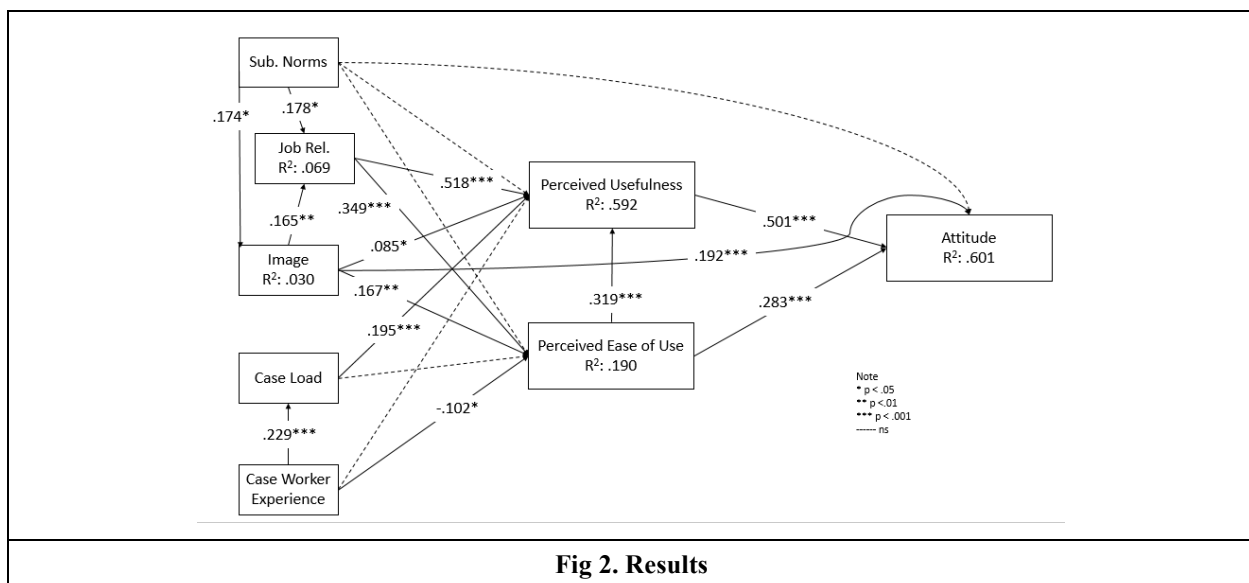 Sub. Norms
.174*
.178*
Job Rel.
R²: .069
.518***
.349***
.165**
Image
R²: .030
.085*
.167**
.195***
Case Load
.229***
Case Worker
Experience
-.102*
Perceived Usefulness
R²: .592
.319***
Perceived Ease of Use
R²: .190
.501***
.192***
.283***
Attitude
R²: .601
Note
* p < .05
** p <.01
*** p < .001
------ ns
Fig 2. Results